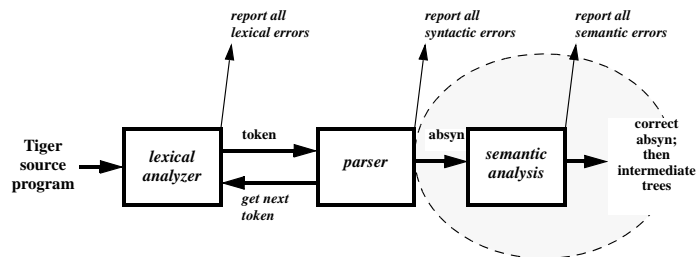 report all
lexical errors
report all
syntactic errors
report all
semantic errors
Tiger
source
program
lexical
analyzer
token
get next
token
parser
absyn
semantic
analysis
correct
absyn;
then
intermediate
trees